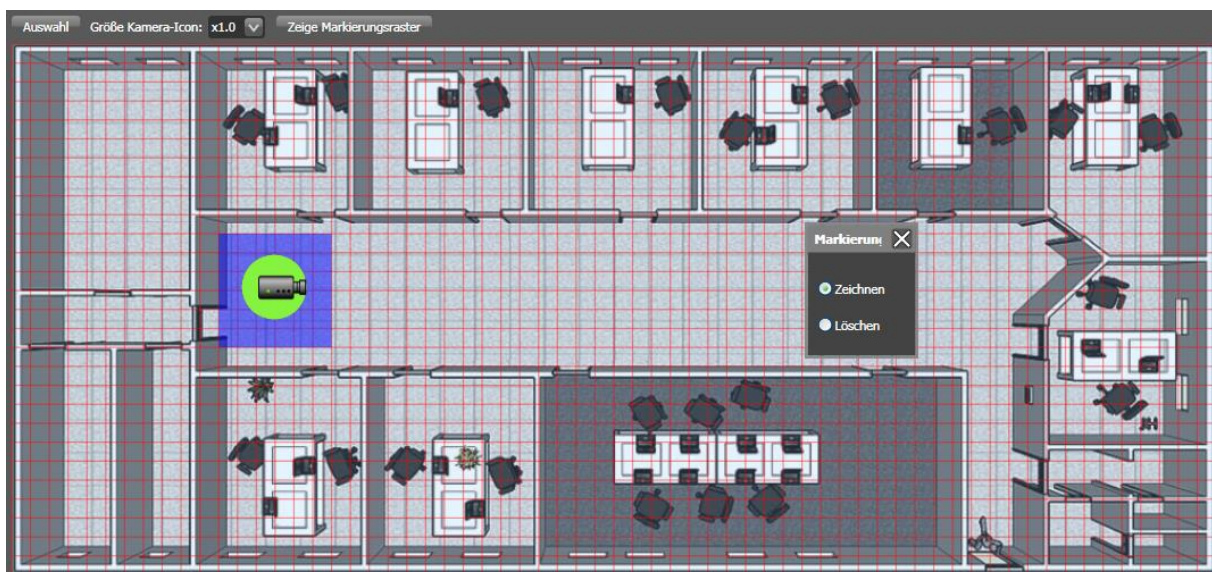 Auswahl Größe Kamera-Icon: x1.0 Zeige Markierungsraster
Markierung
Zeichnen
Löschen